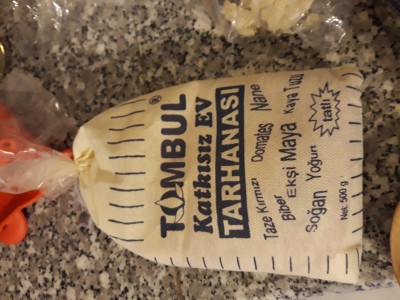 TOMBUL®
Katkısız EV
TARHANASI
Taze Kırmızı Domates Nane
Biber Ekşi Maya Kaya Tuzu
Soğan Yoğurt
tatlı
Net: 500 g